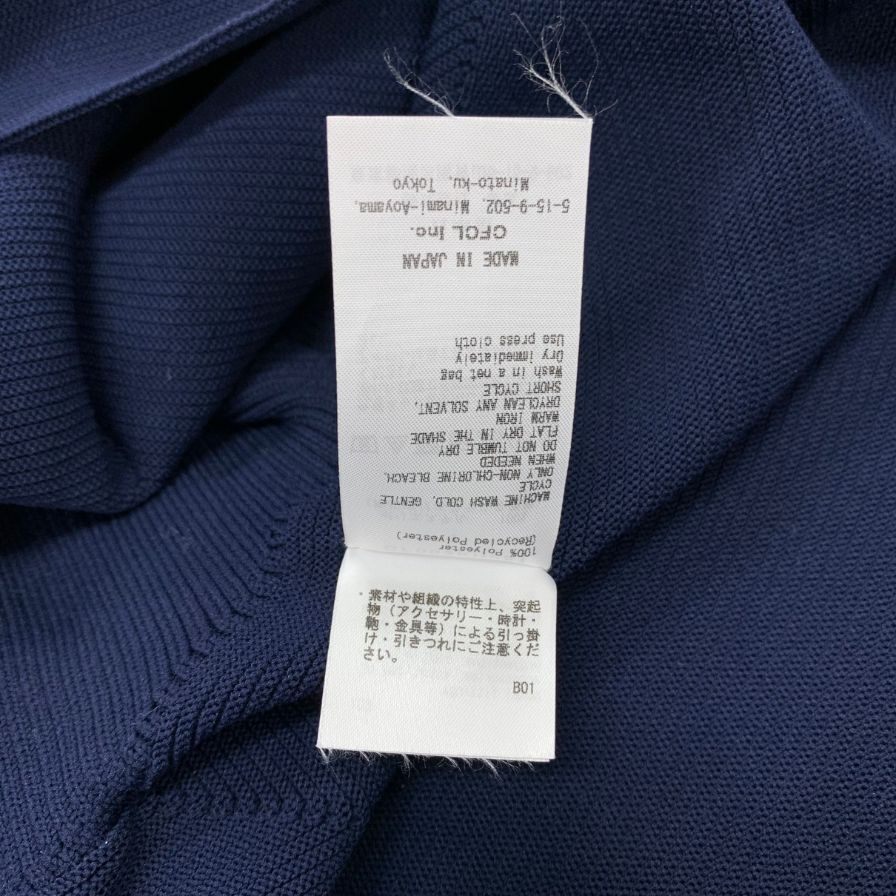 100% Polyester
(Recycled Polyester)
MACHINE WASH COLD, GENTLE
CYCLE
ONLY NON-CHLORINE BLEACH,
WHEN NEEDED
DO NOT TUMBLE DRY
FLAT DRY IN THE SHADE
WARM IRON
DRYCLEAN ANY SOLVENT,
SHORT CYCLE
Wash in a net bag
Dry immediately
Use press cloth
MADE IN JAPAN
CFCL Inc.
5-15-9-502, Minami-Aoyama,
Minato-ku, Tokyo
・素材や組織の特性上、突起
物（アクセサリー・時計・
鞄・金具等）による引っ掛
け・引きつれにご注意くだ
さい。
B01